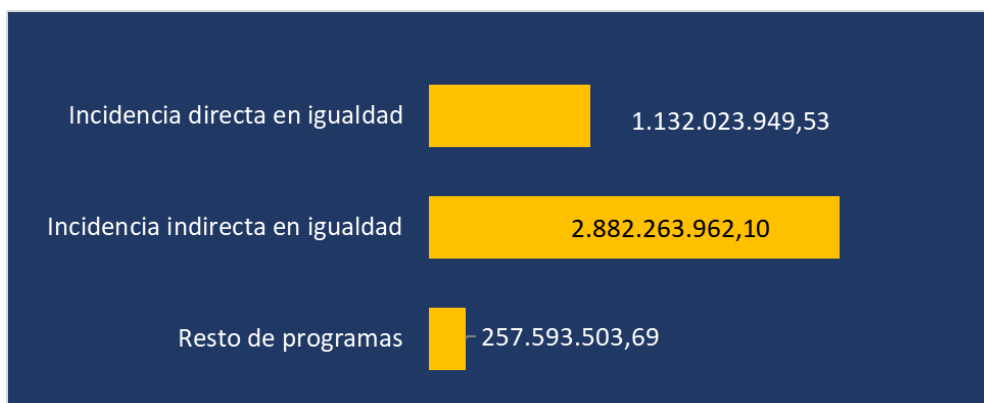 Incidencia directa en igualdad 1.132.023.949,53
Incidencia indirecta en igualdad 2.882.263.962,10
Resto de programas 257.593.503,69